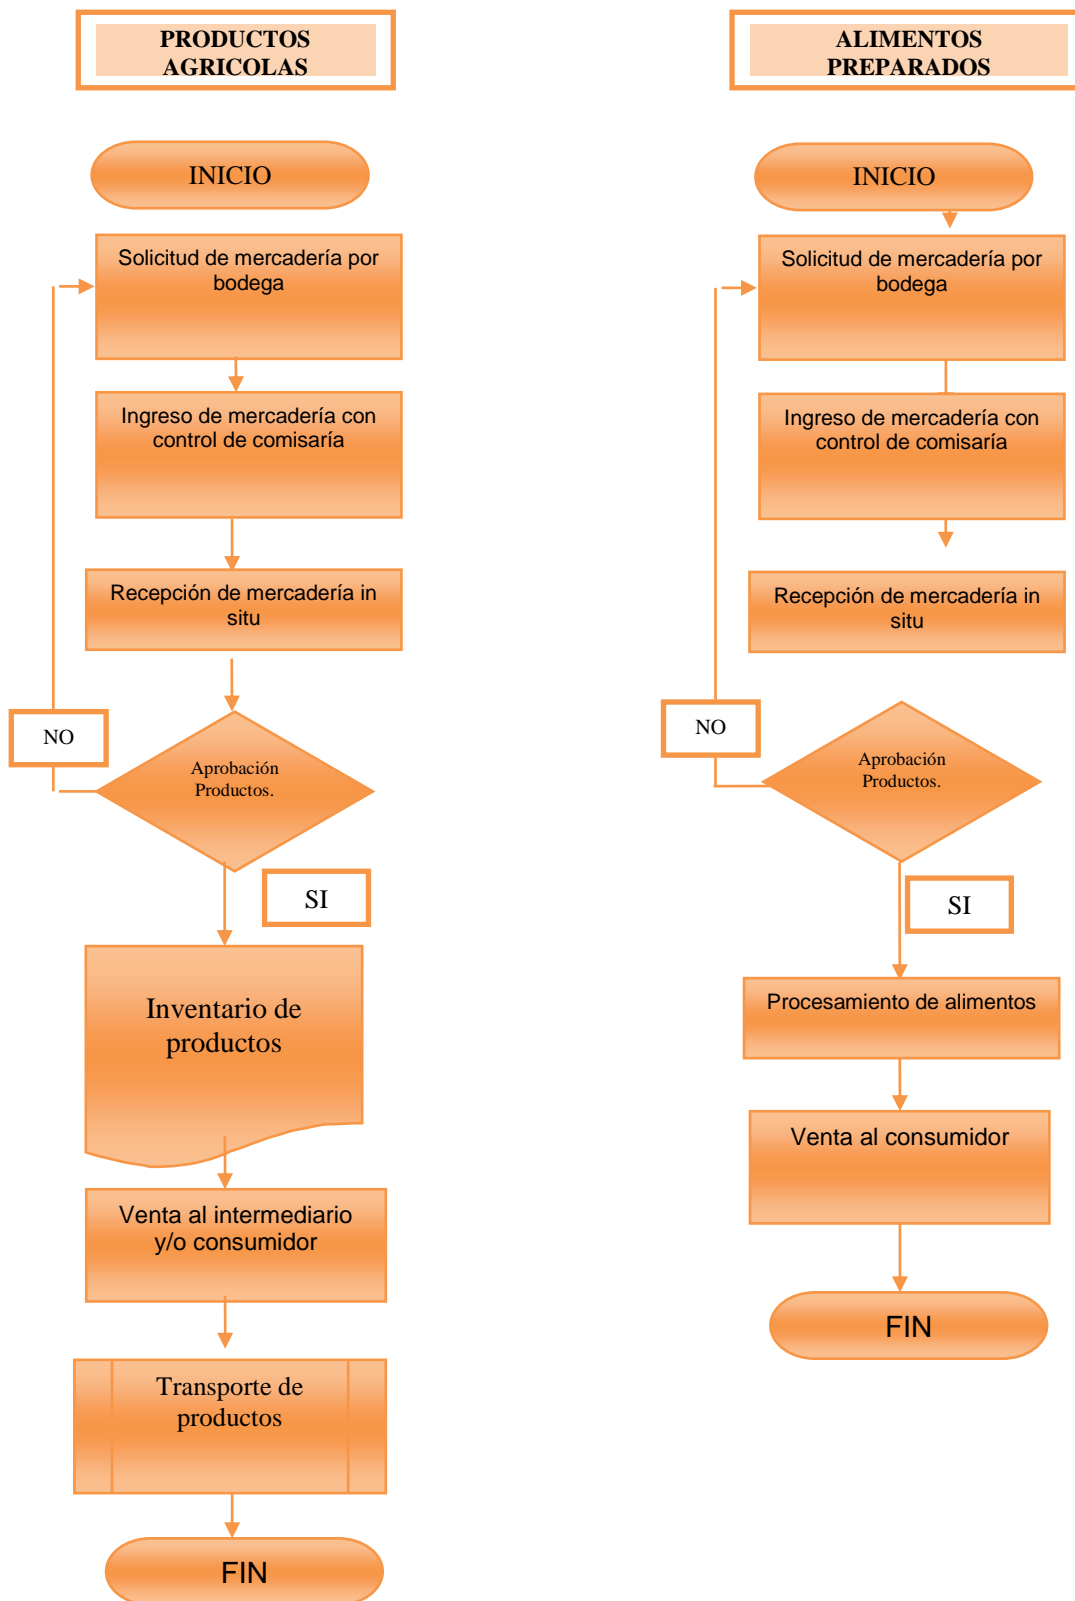 PRODUCTOS
AGRICOLAS
INICIO
Solicitud de mercadería por
bodega
Ingreso de mercadería con
control de comisaría
Recepción de mercadería in
situ
NO
Aprobación
Productos.
SI
Inventario de
productos
Venta al intermediario
y/o consumidor
Transporte de
productos
FIN
ALIMENTOS
PREPARADOS
INICIO
Solicitud de mercadería por
bodega
Ingreso de mercadería con
control de comisaría
Recepción de mercadería in
situ
NO
Aprobación
Productos.
SI
Procesamiento de alimentos
Venta al consumidor
FIN